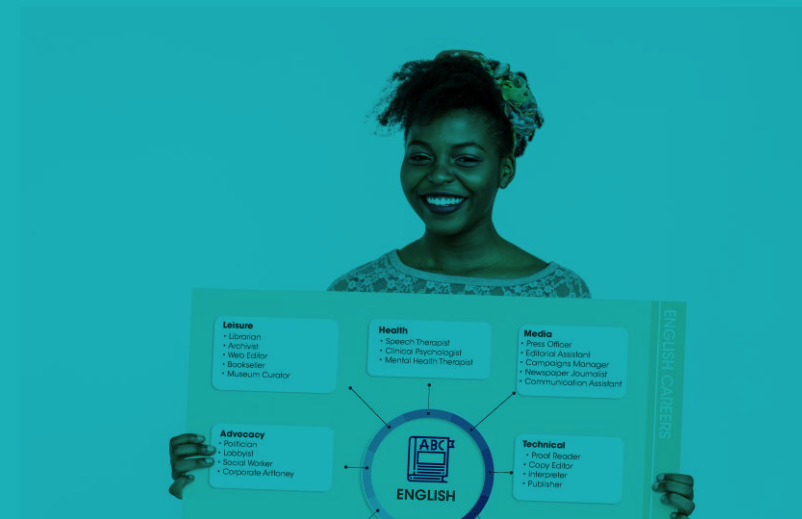 Leisure
• Librarian
• Archivist
• Web Editor
• Bookseller
• Museum Curator
Health
• Speech Therapist
• Clinical Psychologist
• Mental Health Therapist
Media
• Press Officer
• Editorial Assistant
• Campaigns Manager
• Newspaper Journalist
• Communication Assistant
ENGLISH CAREERS
Advocacy
• Politician
• Lobbyist
• Social Worker
• Corporate ArtToney
ABC
ENGLISH
Technical
• Proof Reader
• Copy Editor
• Interpreter
• Publisher